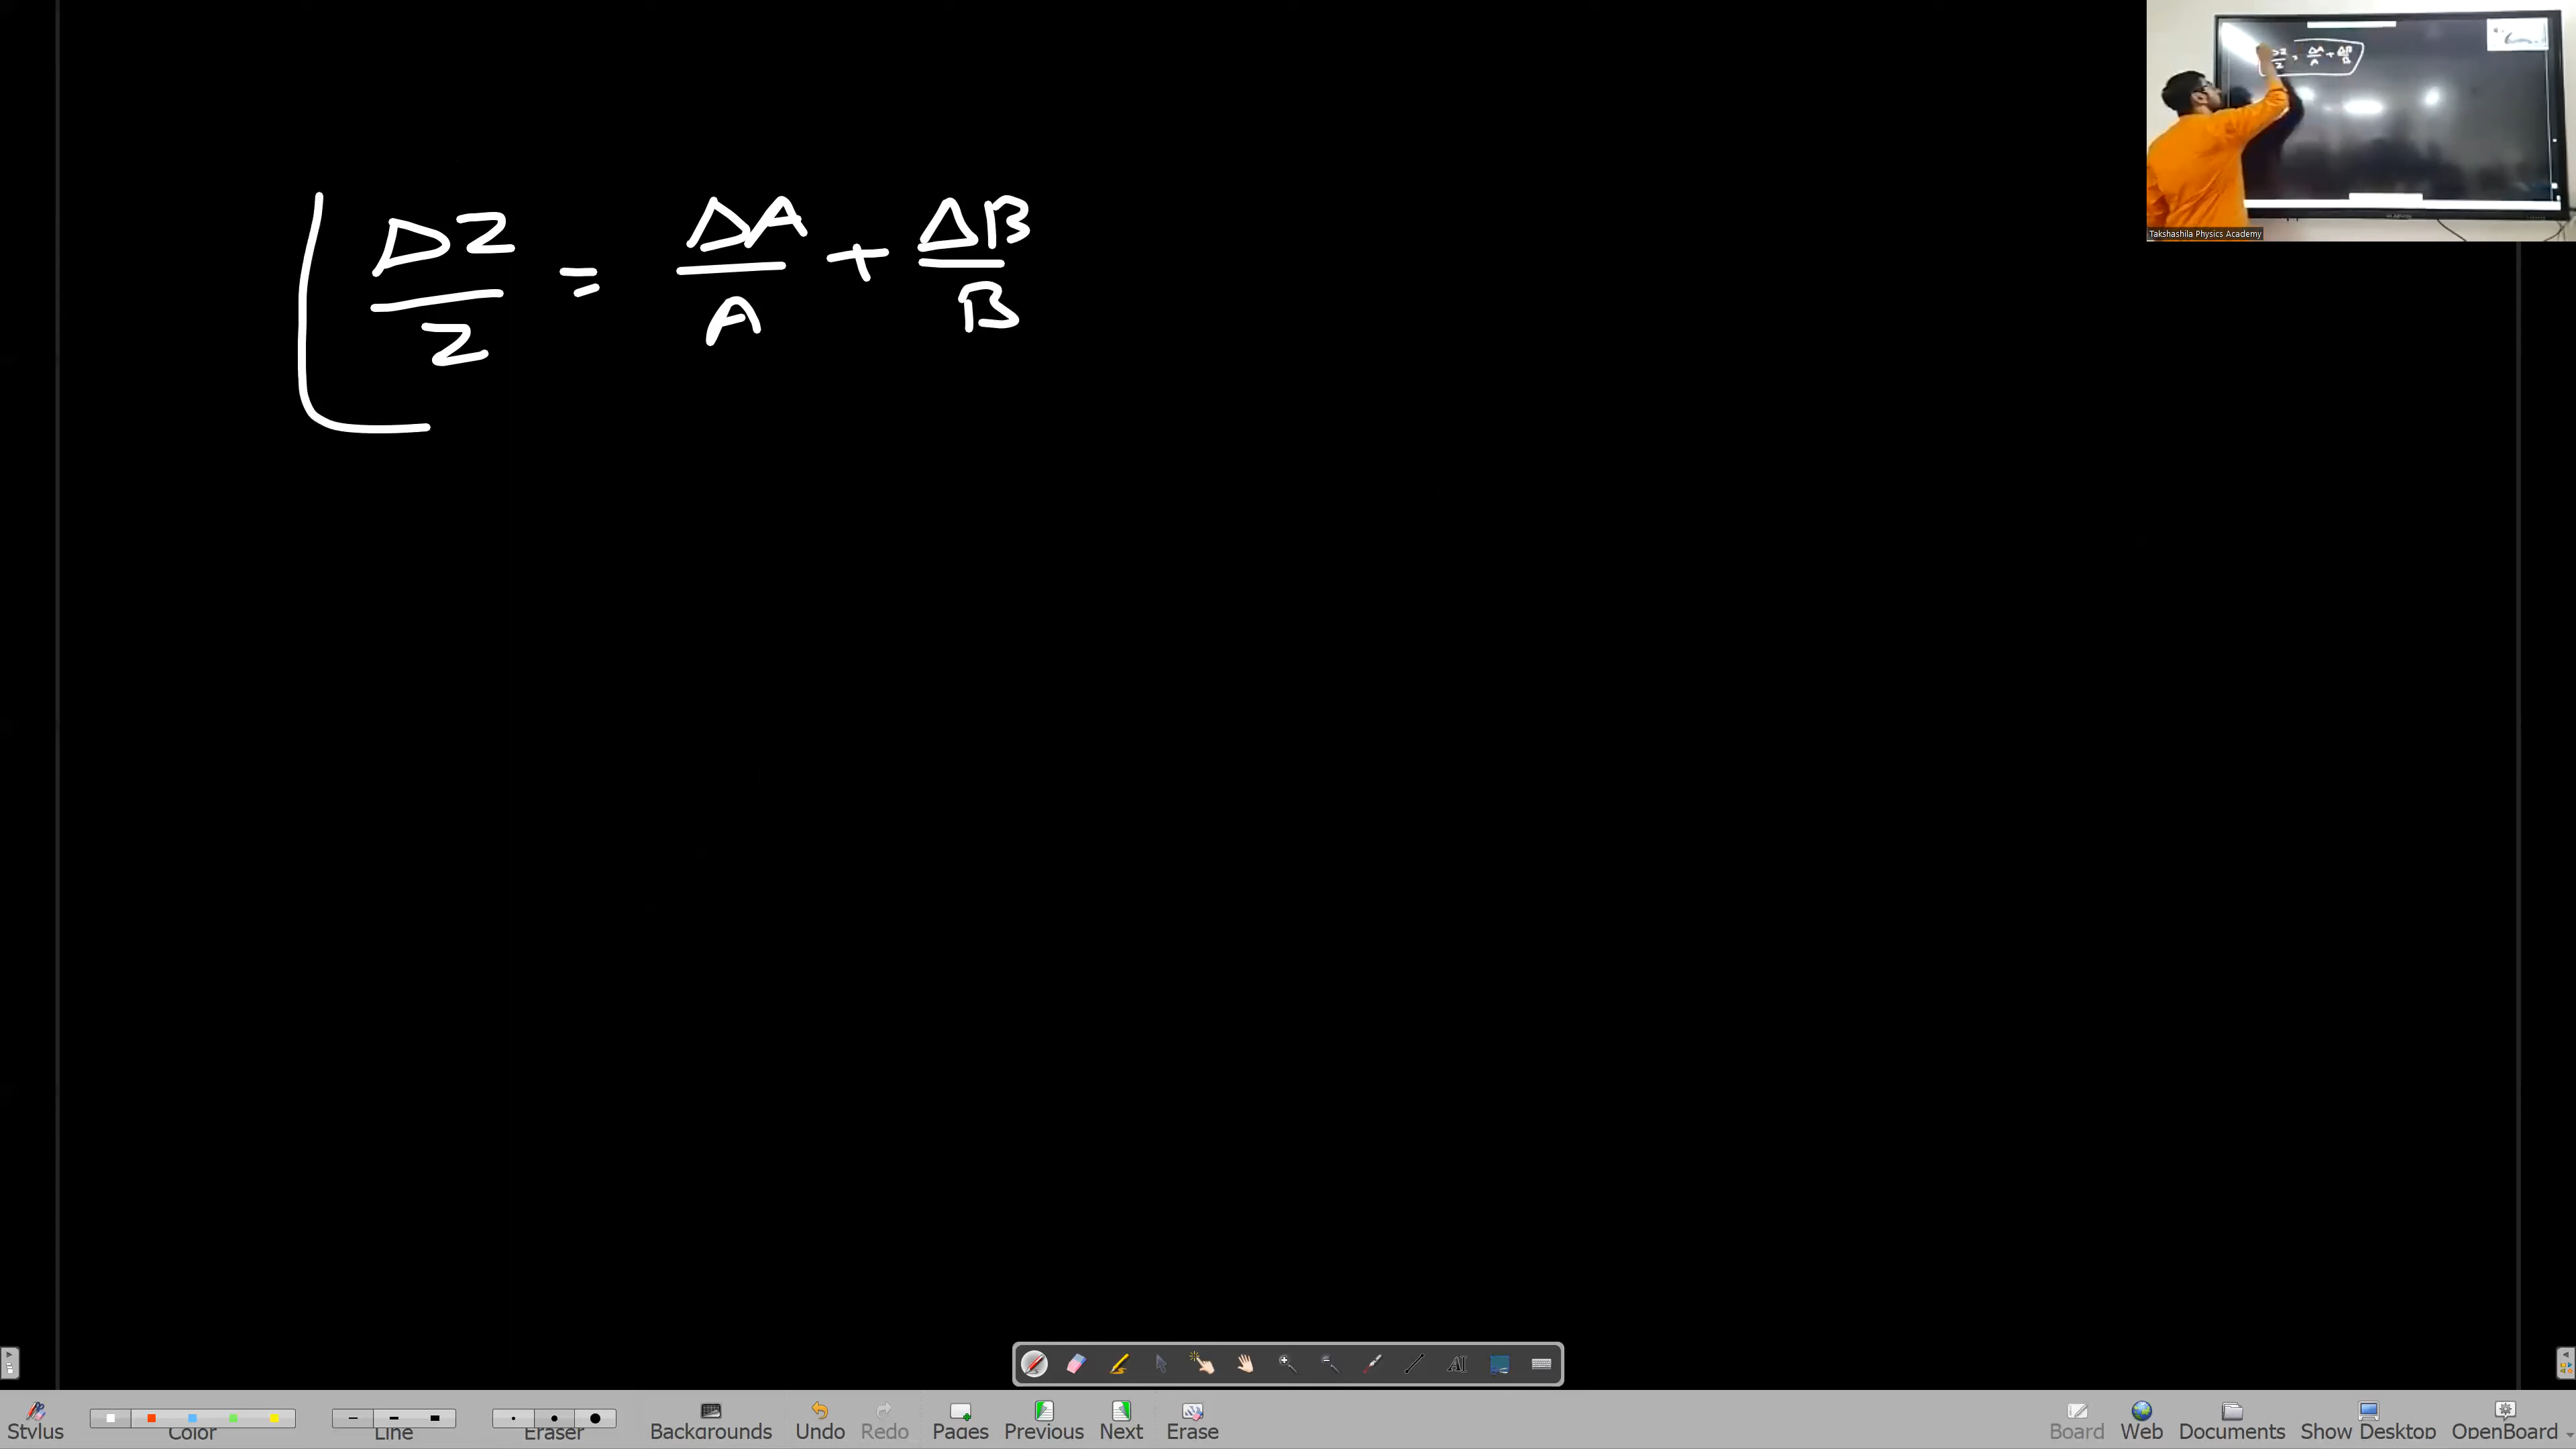 ΔZ/Z = ΔA/A + ΔB/B
Takshashila Physics Academy
Stylus Color Line Eraser Backgrounds Undo Redo Pages Previous Next Erase Board Web Documents Show Desktop OpenBoard